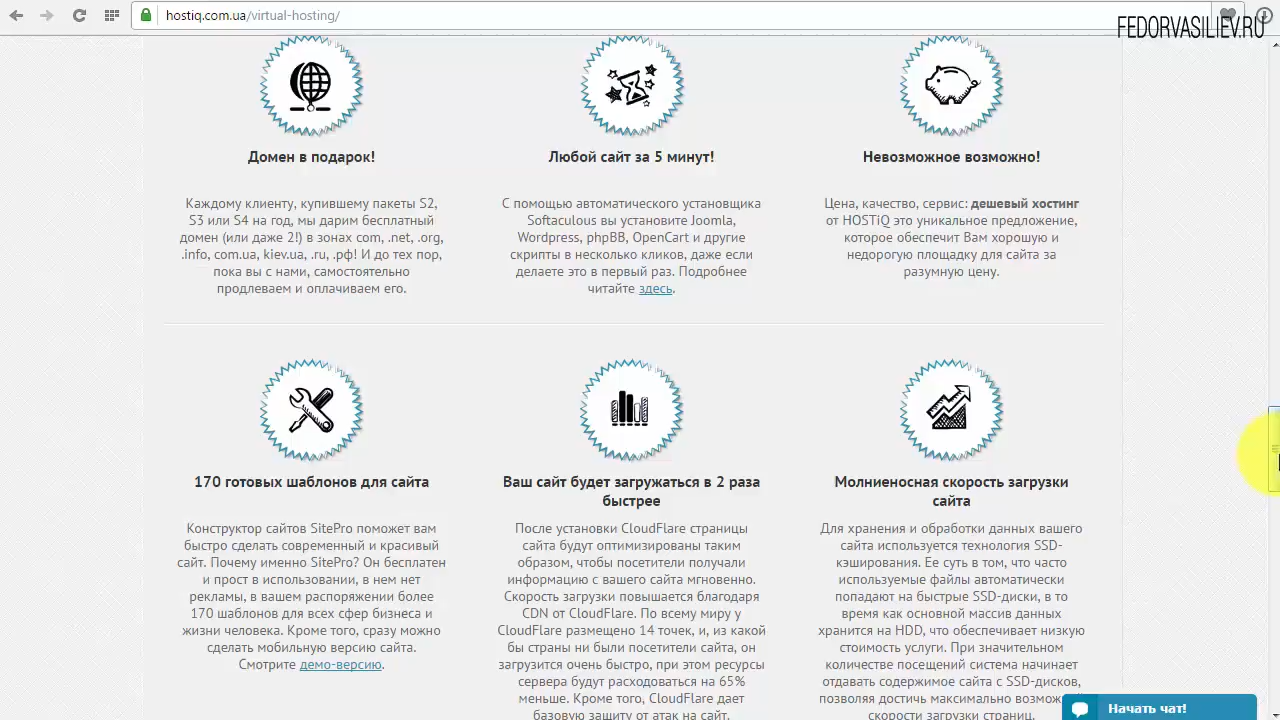 hostiq.com.ua/virtual-hosting/
FEDORVASILIEV.RU
Домен в подарок!
Каждому клиенту, купившему пакеты S2,
S3 или S4 на год, мы дарим бесплатный
домен (или даже 2!) в зонах com, .net, .org,
.info, com.ua, kiev.ua, .ru, .рф! И до тех пор,
пока вы с нами, самостоятельно
продлеваем и оплачиваем его.
Любой сайт за 5 минут!
С помощью автоматического установщика
Softaculous вы установите Joomla,
Wordpress, phpBB, OpenCart и другие
скрипты в несколько кликов, даже если
делаете это в первый раз. Подробнее
читайте здесь.
Невозможное возможно!
Цена, качество, сервис: дешевый хостинг
от HOSTiQ это уникальное предложение,
которое обеспечит Вам хорошую и
недорогую площадку для сайта за
разумную цену.
170 готовых шаблонов для сайта
Конструктор сайтов SitePro поможет вам
быстро сделать современный и красивый
сайт. Почему именно SitePro? Он бесплатен
и прост в использовании, в нем нет
рекламы, в вашем распоряжении более
170 шаблонов для всех сфер бизнеса и
жизни человека. Кроме того, сразу можно
сделать мобильную версию сайта.
Смотрите демо-версию.
Ваш сайт будет загружаться в 2 раза
быстрее
После установки CloudFlare страницы
сайта будут оптимизированы таким
образом, чтобы посетители получали
информацию с вашего сайта мгновенно.
Скорость загрузки повышается благодаря
CDN от CloudFlare. По всему миру у
CloudFlare размещено 14 точек, и, из какой
бы страны ни были посетители сайта, он
загрузится очень быстро, при этом ресурсы
сервера будут расходоваться на 65%
меньше. Кроме того, CloudFlare дает
базовую защиту от атак на сайт.
Молниеносная скорость загрузки
сайта
Для хранения и обработки данных вашего
сайта используется технология SSD-
кэширования. Ее суть в том, что часто
используемые файлы автоматически
попадают на быстрые SSD-диски, в то
время как основной массив данных
хранится на HDD, что обеспечивает низкую
стоимость услуги. При значительном
количестве посещений система начинает
отдавать содержимое сайта с SSD-дисков,
позволяя достичь максимально возмож
скорости загрузки страниц.
Начать чат!